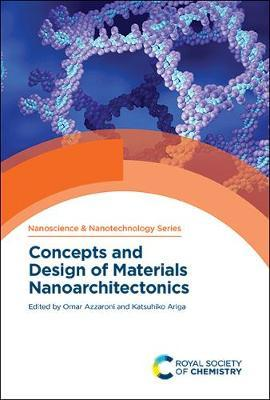 Nanoscience & Nanotechnology Series
Concepts and
Design of Materials
Nanoarchitectonics
Edited by Omar Azzaroni and Katsuhiko Ariga
ROYAL SOCIETY
OF CHEMISTRY